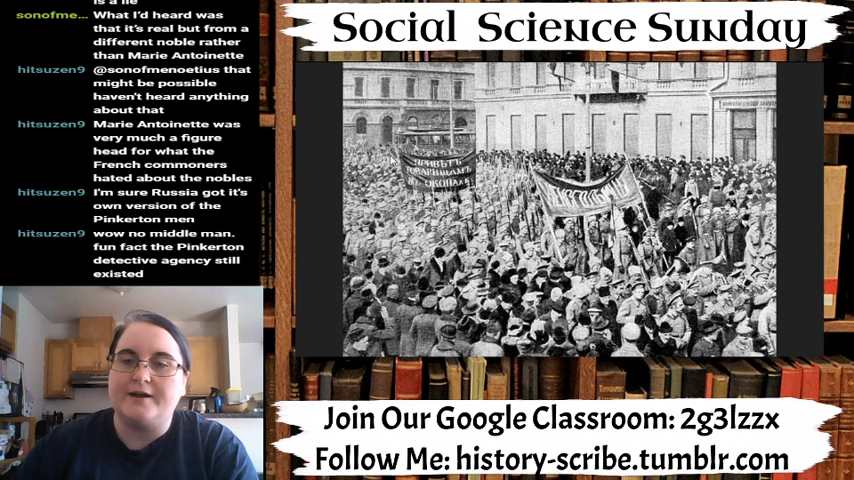 is a lie
sonofme... What I'd heard was
that it's real but from a
different noble rather
than Marie Antoinette
hitsuzen9 @sonofmenoetius that
might be possible
haven't heard anything
about that
hitsuzen9 Marie Antoinette was
very much a figure
head for what the
French commoners
hated about the nobles
hitsuzen9 I'm sure Russia got it's
own version of the
Pinkerton men
hitsuzen9 wow no middle man.
fun fact the Pinkerton
detective agency still
existed
Social Science Sunday
ПРИВѢТЪ
ТОВАРИЩАМЪ
ВЪ ОКОПАХЪ
Join Our Google Classroom: 2g3lzzx
Follow Me: history-scribe.tumblr.com